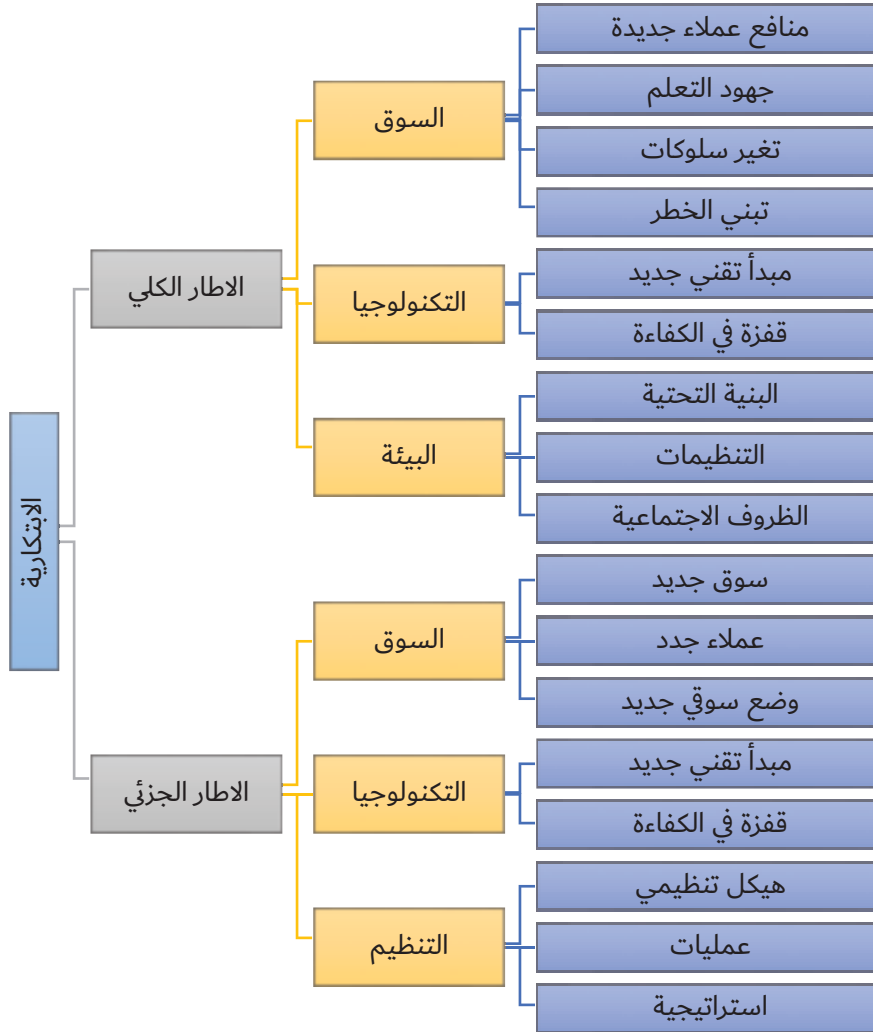 الابتكارية
الاطار الكلي
السوق
منافع عملاء جديدة
جهود التعلم
تغير سلوكات
تبني الخطر
التكنولوجيا
مبدأ تقني جديد
قفزة في الكفاءة
البيئة
البنية التحتية
التنظيمات
الظروف الاجتماعية
الاطار الجزئي
السوق
سوق جديد
عملاء جدد
وضع سوقي جديد
التكنولوجيا
مبدأ تقني جديد
قفزة في الكفاءة
التنظيم
هيكل تنظيمي
عمليات
استراتيجية